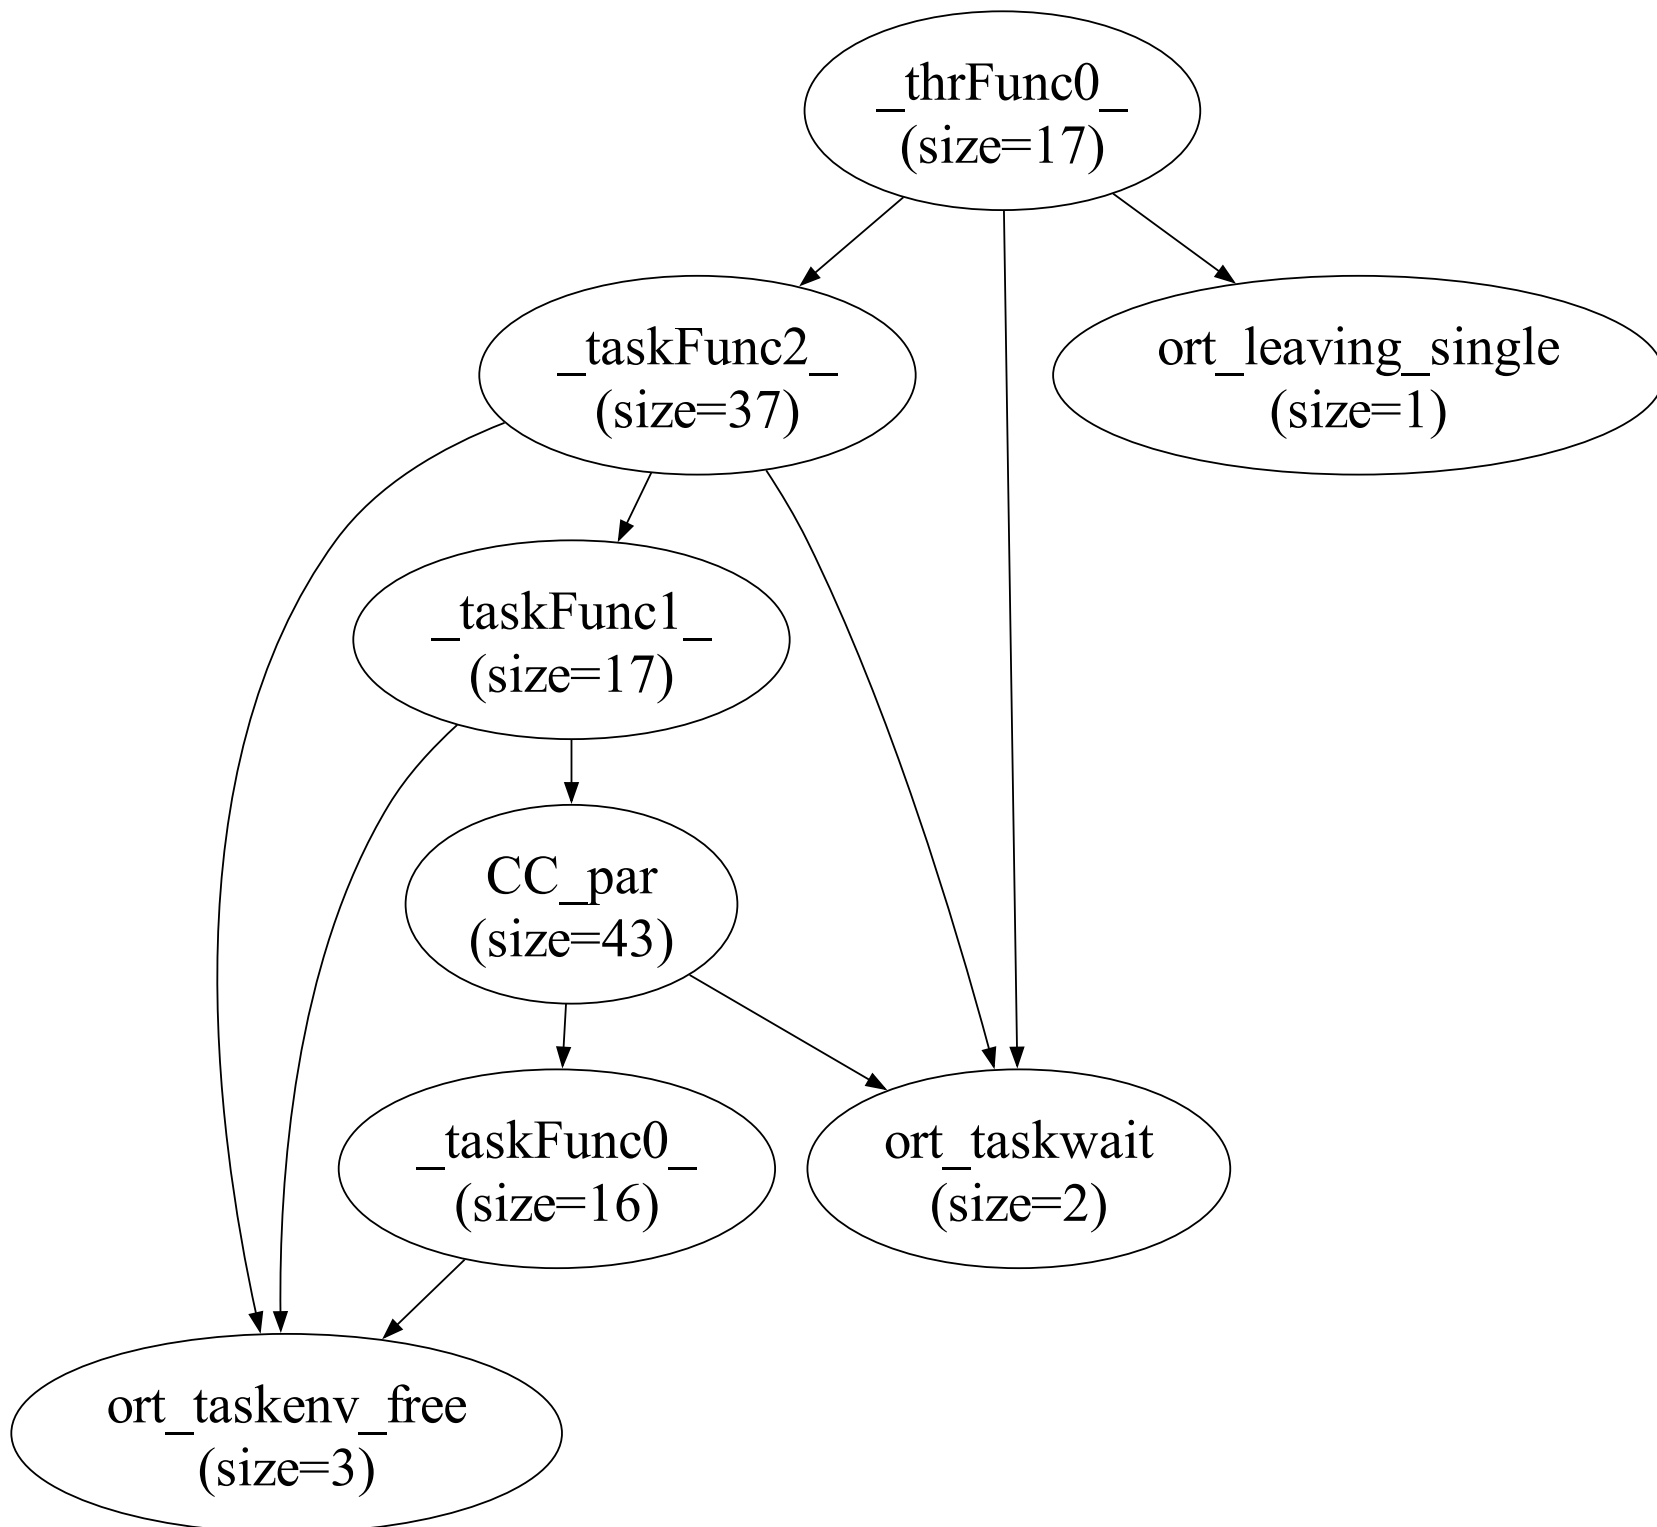 _thrFunc0_
(size=17)
_taskFunc2_
(size=37)
ort_leaving_single
(size=1)
_taskFunc1_
(size=17)
CC_par
(size=43)
_taskFunc0_
(size=16)
ort_taskwait
(size=2)
ort_taskenv_free
(size=3)